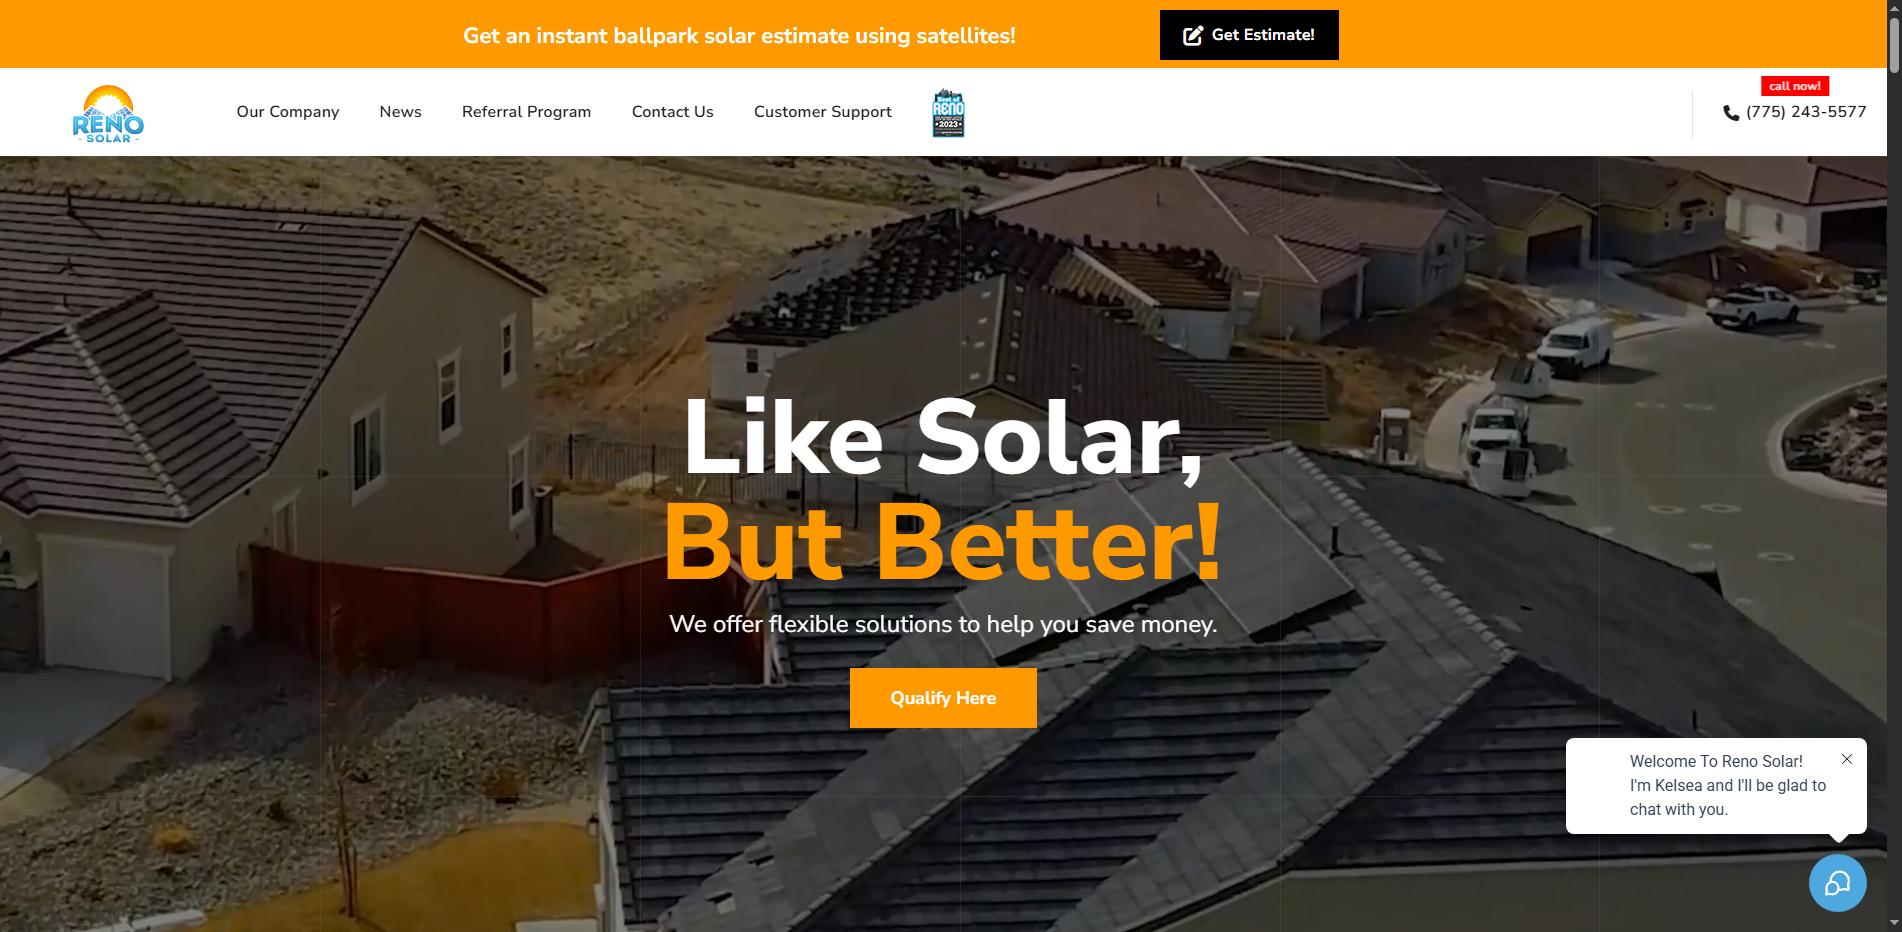 Get an instant ballpark solar estimate using satellites!
Get Estimate!
call now!
RENO
- SOLAR -
Our Company
News
Referral Program
Contact Us
Customer Support
Best of
RENO
2023
(775) 243-5577
Like Solar,
But Better!
We offer flexible solutions to help you save money.
Qualify Here
Welcome To Reno Solar!
I'm Kelsea and I'll be glad to
chat with you.